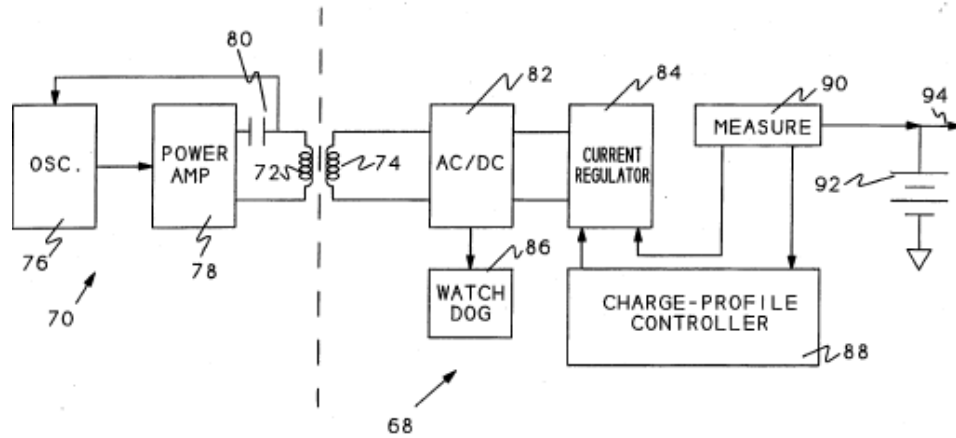 80
82
84
90
94
OSC.
POWER
AMP
72
74
AC/DC
CURRENT
REGULATOR
MEASURE
92
76
78
86
70
WATCH
DOG
CHARGE-PROFILE
CONTROLLER
88
68